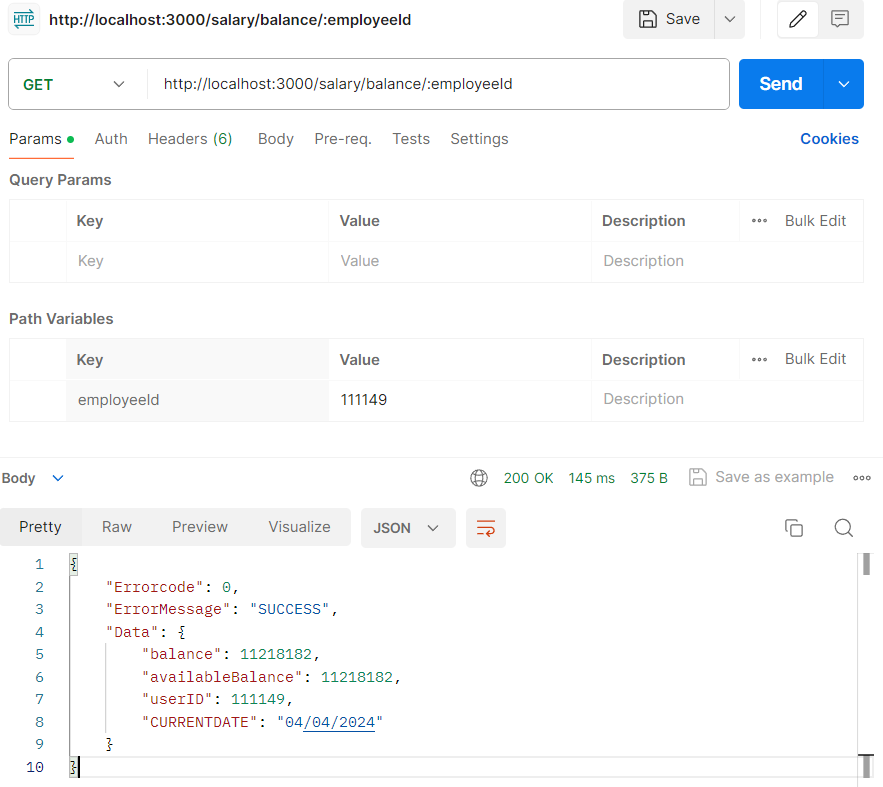 HTTP http://localhost:3000/salary/balance/:employeeId Save
GET http://localhost:3000/salary/balance/:employeeId Send
Params Auth Headers (6) Body Pre-req. Tests Settings Cookies
Query Params
Key Value Description Bulk Edit
Key Value Description
Path Variables
Key Value Description Bulk Edit
employeeId 111149 Description
Body 200 OK 145 ms 375 B Save as example
Pretty Raw Preview Visualize JSON
1 {
2 "Errorcode": 0,
3 "ErrorMessage": "SUCCESS",
4 "Data": {
5 "balance": 11218182,
6 "availableBalance": 11218182,
7 "userID": 111149,
8 "CURRENTDATE": "04/04/2024"
9 }
10 }